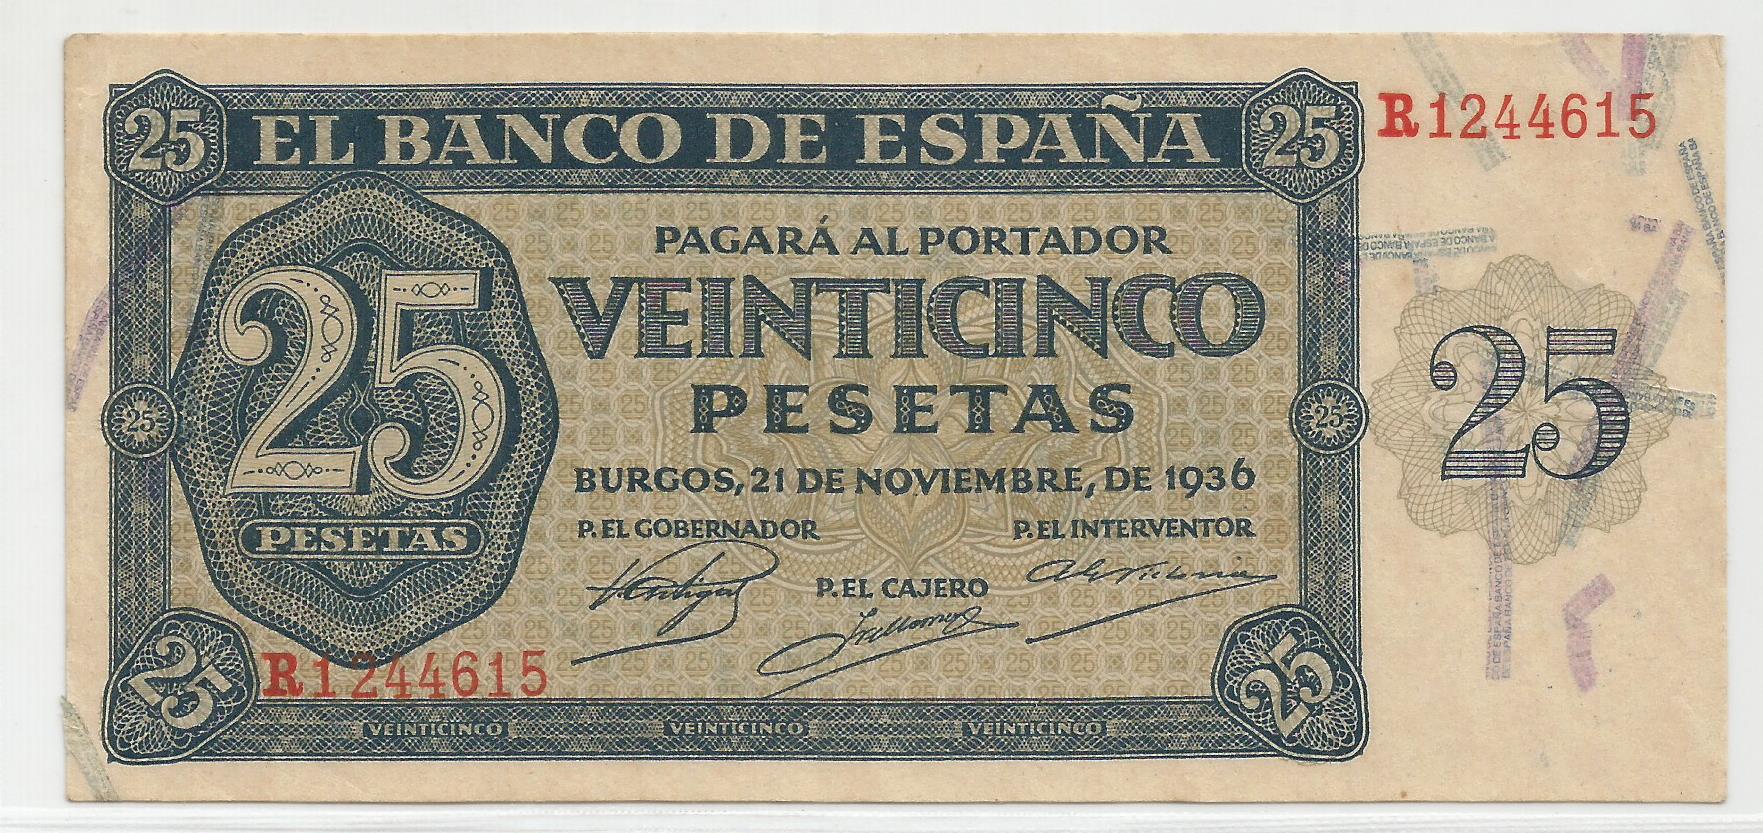 25 EL BANCO DE ESPAÑA 25
R1244615
PAGARÁ AL PORTADOR
VEINTICINCO
PESETAS
25
25
25
25
25
PESETAS
BURGOS, 21 DE NOVIEMBRE, DE 1936
P. EL GOBERNADOR
P. EL INTERVENTOR
P. EL CAJERO
R1244615
25
25
VEINTICINCO VEINTICINCO VEINTICINCO